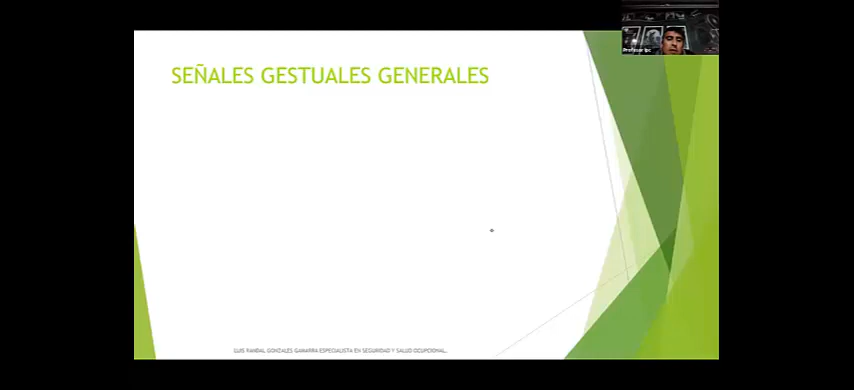 SEÑALES GESTUALES GENERALES
LUIS RANDAL GONZALES GAMARRA ESPECIALISTA EN SEGURIDAD Y SALUD OCUPACIONAL.